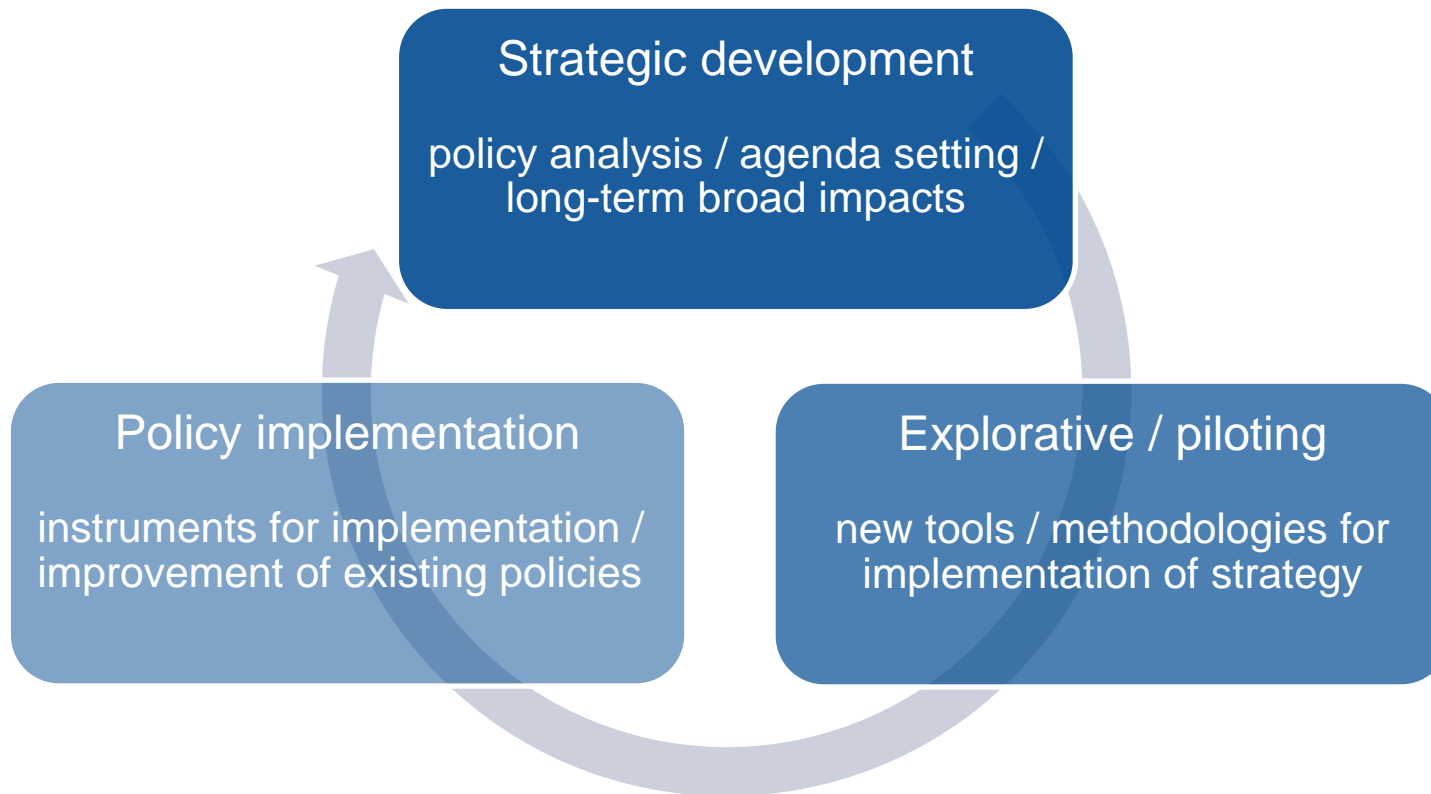 Strategic development
policy analysis / agenda setting /
long-term broad impacts
Policy implementation
instruments for implementation /
improvement of existing policies
Explorative / piloting
new tools / methodologies for
implementation of strategy